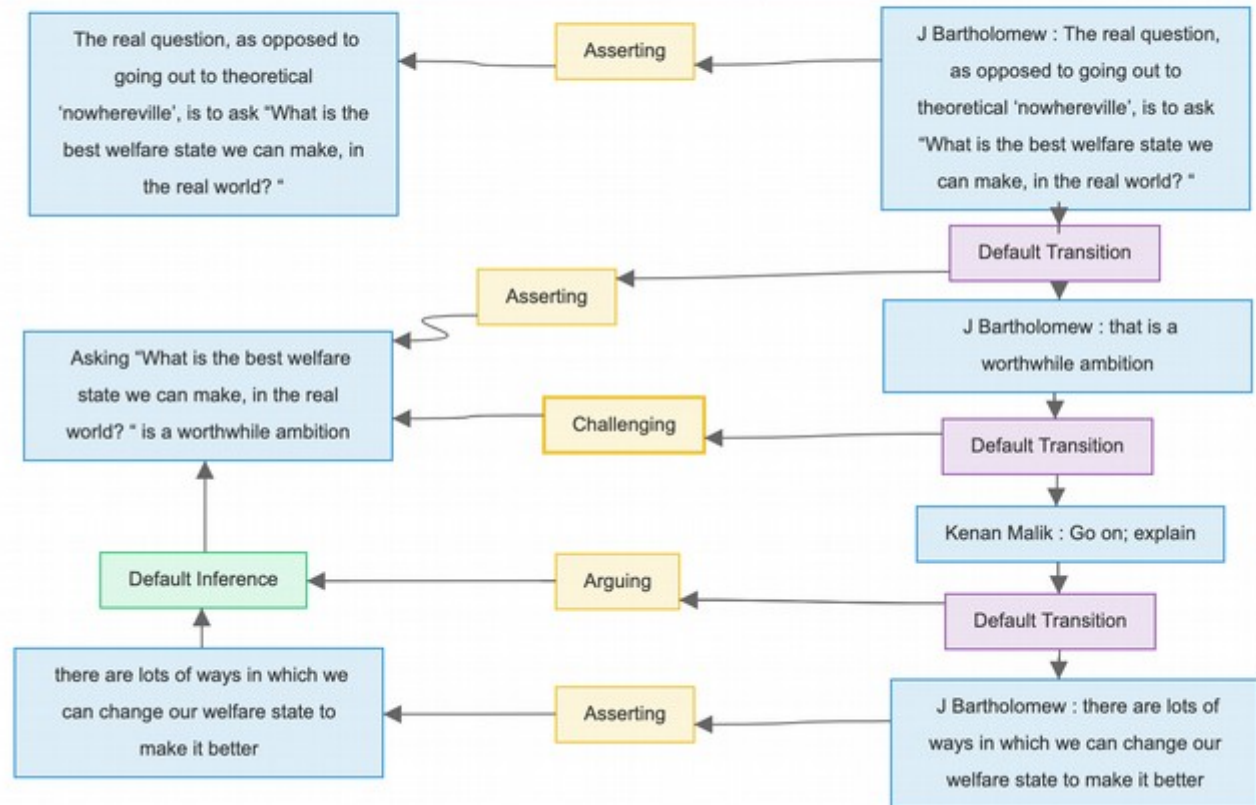 The real question, as opposed to
going out to theoretical
‘nowhereville’, is to ask “What is the
best welfare state we can make, in
the real world? “
Asserting
J Bartholomew : The real question,
as opposed to going out to
theoretical ‘nowhereville’, is to ask
“What is the best welfare state we
can make, in the real world? “
Default Transition
Asserting
J Bartholomew : that is a
worthwhile ambition
Asking “What is the best welfare
state we can make, in the real
world? “ is a worthwhile ambition
Challenging
Default Transition
Kenan Malik : Go on; explain
Default Inference
Arguing
Default Transition
there are lots of ways in which we
can change our welfare state to
make it better
Asserting
J Bartholomew : there are lots of
ways in which we can change our
welfare state to make it better